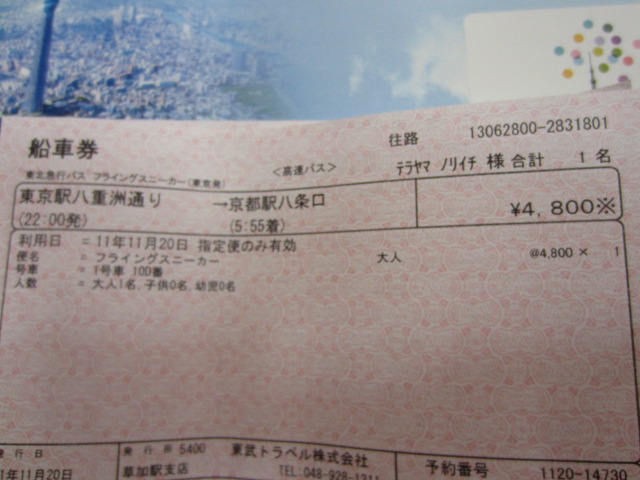 船車券
往路 13062800-2831801
東北急行バス フライングスニーカー(東京発) <高速バス> テラヤマ ノリイチ 様 合計 1 名
東京駅八重洲通り →京都駅八条口 ¥4,800※
(22:00発) (5:55着)
利用日 = 11年11月20日 指定便のみ有効
便名 = フライングスニーカー 大人 @4,800 × 1
号車 = 1号車 100番
人数 = 大人1名, 子供0名, 幼児0名
発行日 発行所 5400 東武トラベル株式会社
1年11月20日 草加駅支店 TEL:048-928-1211 予約番号 1120-14730